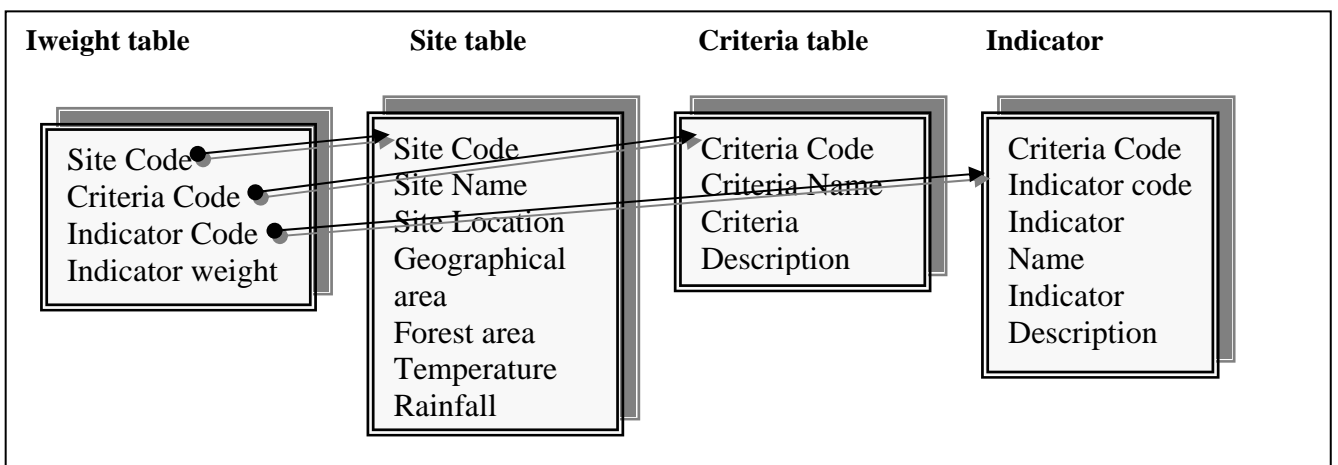 Iweight table
Site table
Criteria table
Indicator
Site Code
Criteria Code
Indicator Code
Indicator weight
Site Code
Site Name
Site Location
Geographical
area
Forest area
Temperature
Rainfall
Criteria Code
Criteria Name
Criteria
Description
Criteria Code
Indicator code
Indicator
Name
Indicator
Description